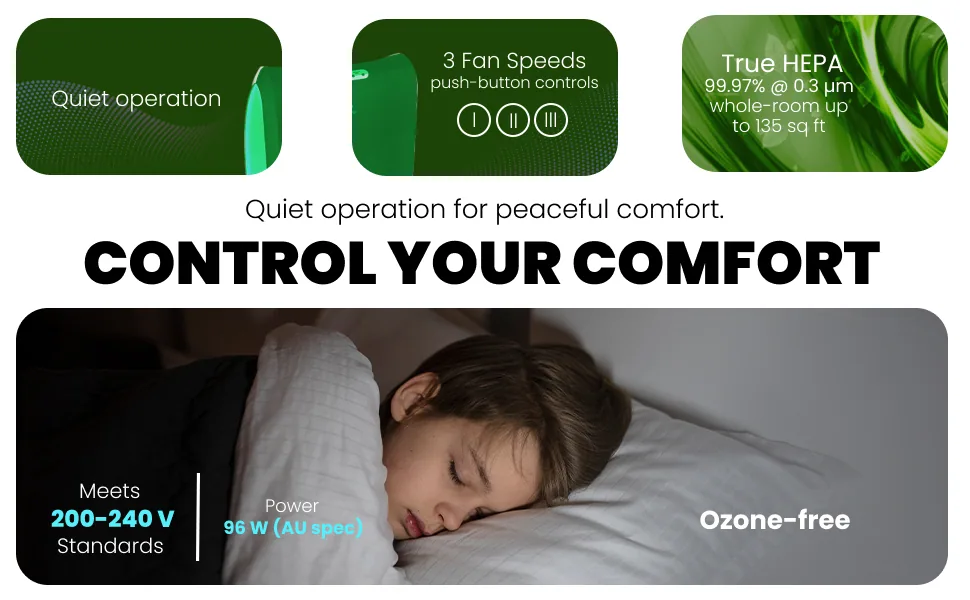 Quiet operation
3 Fan Speeds
push-button controls
I II III
True HEPA
99.97% @ 0.3 μm
whole-room up
to 135 sq ft
Quiet operation for peaceful comfort.
CONTROL YOUR COMFORT
Meets
200-240 V
Standards
Power
96 W (AU spec)
Ozone-free